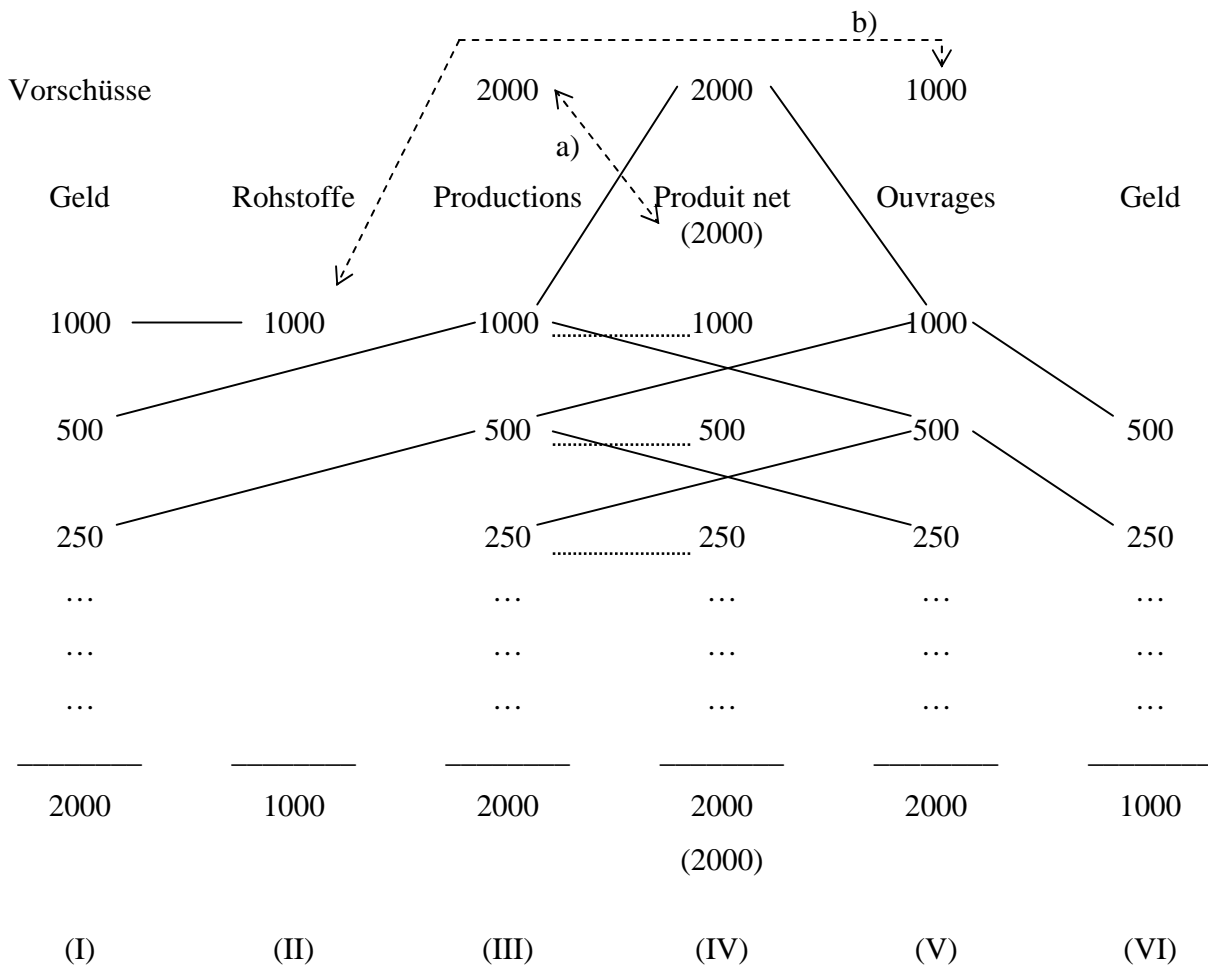 b)
Vorschüsse 2000 2000 1000
a)
Geld Rohstoffe Productions Produit net Ouvrages Geld
(2000)
1000 1000 1000 1000 1000
500 500 500 500 500
250 250 250 250 250
… … … … …
… … … … …
… … … … …
2000 1000 2000 2000 2000 1000
(2000)
(I) (II) (III) (IV) (V) (VI)